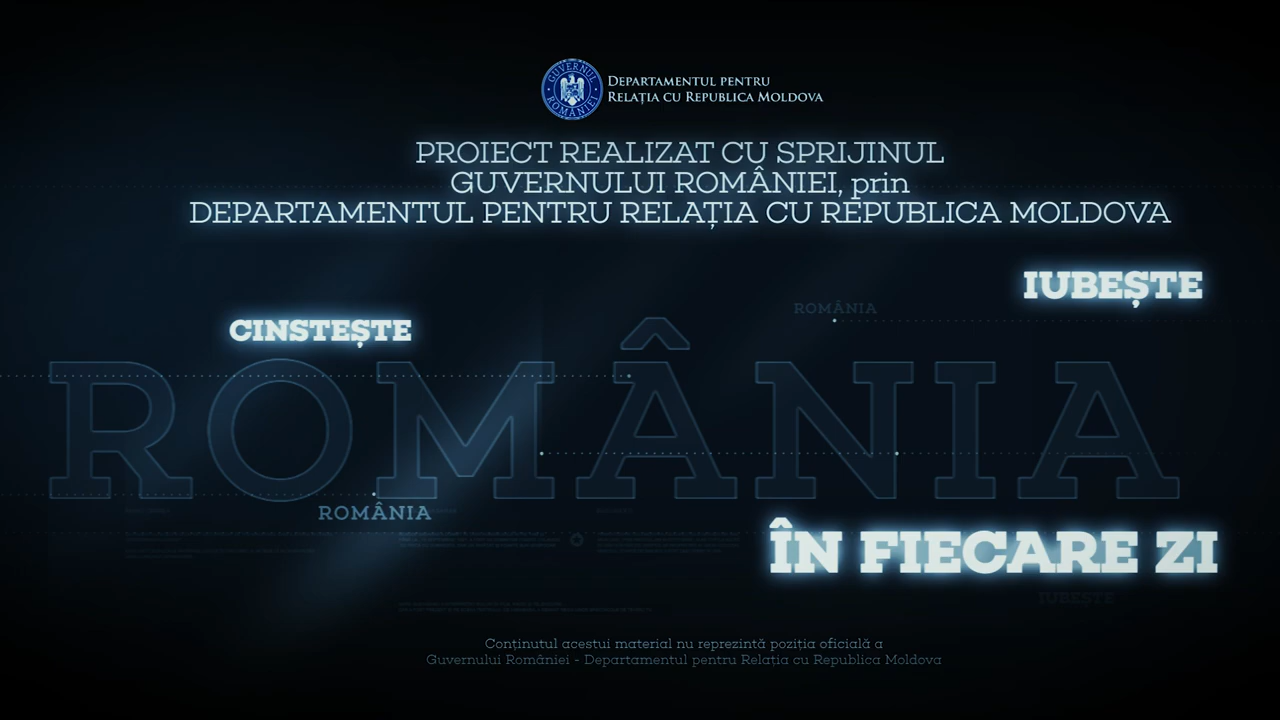 GUVERNUL ROMÂNIEI
DEPARTAMENTUL PENTRU
RELAȚIA CU REPUBLICA MOLDOVA
PROIECT REALIZAT CU SPRIJINUL
GUVERNULUI ROMÂNIEI, prin
DEPARTAMENTUL PENTRU RELAȚIA CU REPUBLICA MOLDOVA
IUBEȘTE
ROMÂNIA
CINSTEȘTE
ROMÂNIA
ROMÂNIA
ÎN FIECARE ZI
IUBEȘTE
Conținutul acestui material nu reprezintă poziția oficială a
Guvernului României - Departamentul pentru Relația cu Republica Moldova